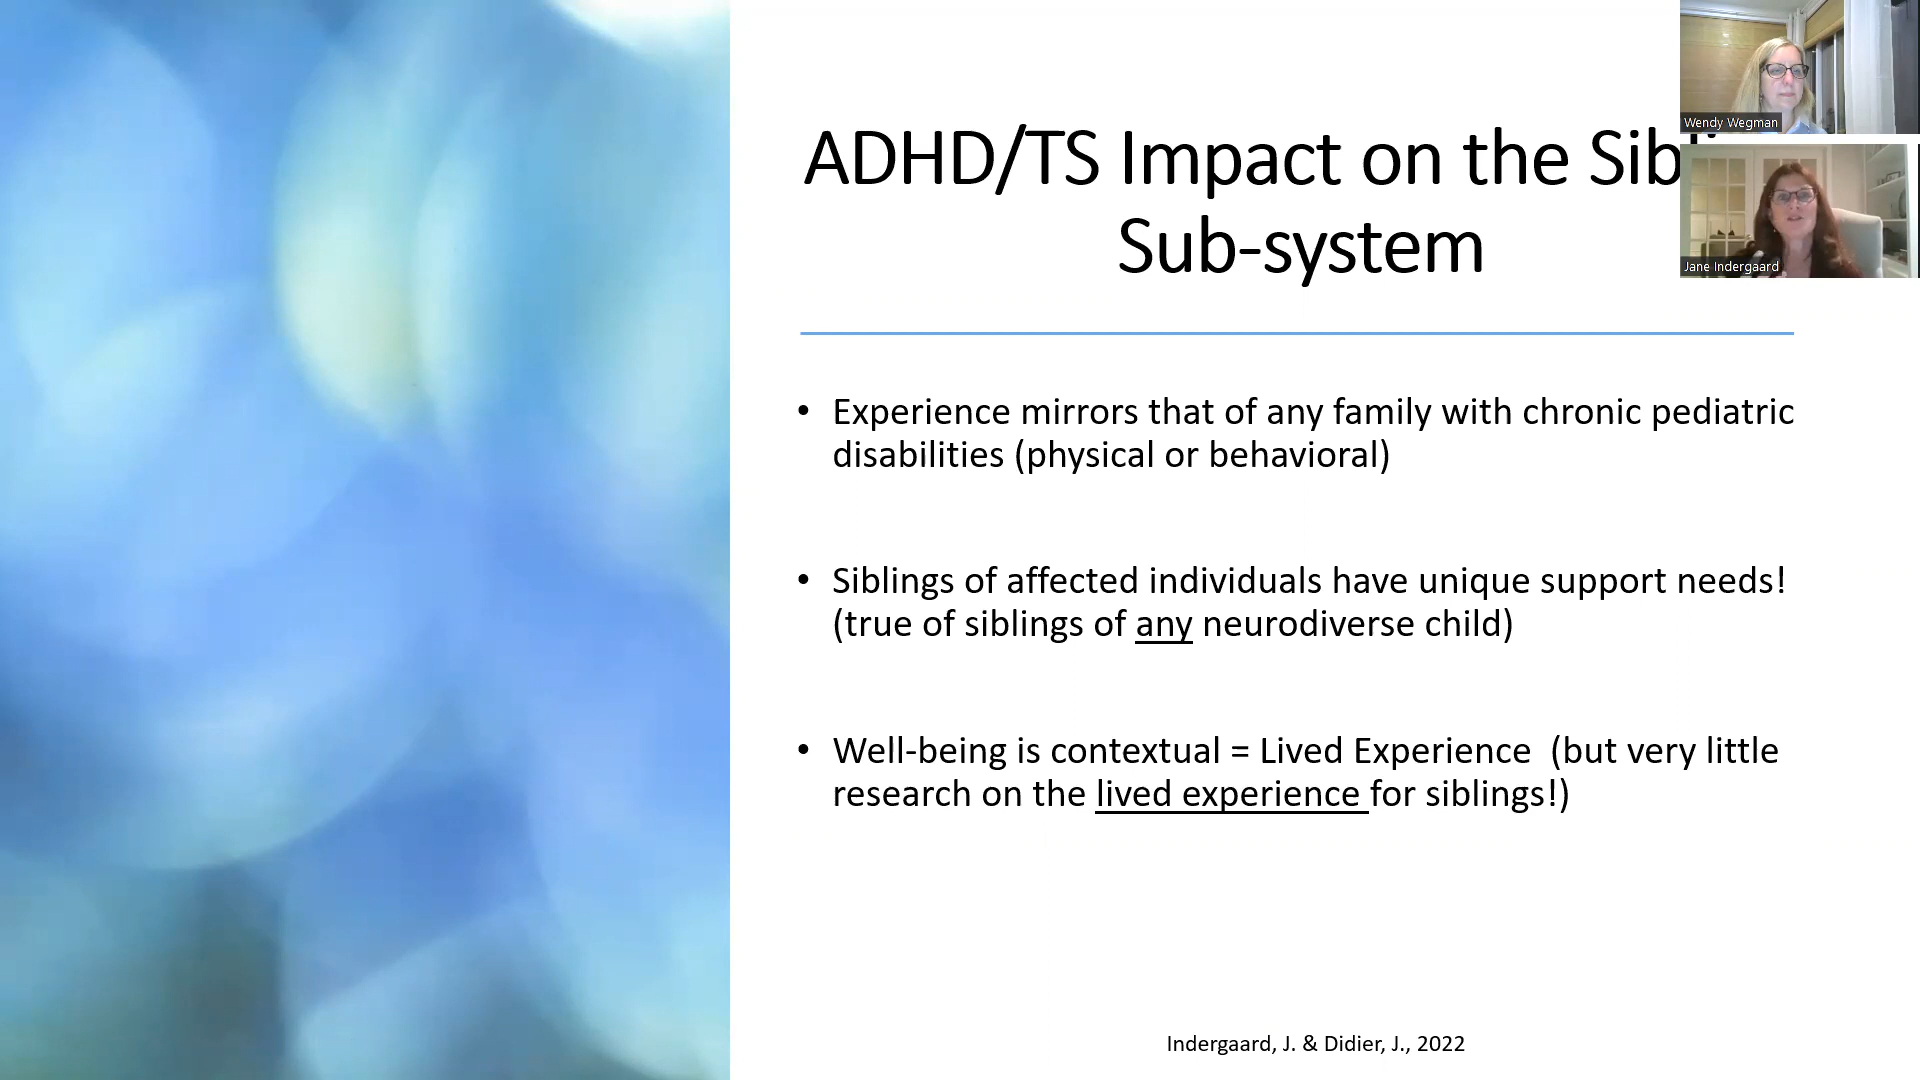 ADHD/TS Impact on the
Sub-system
• Experience mirrors that of any family with chronic pediatric
disabilities (physical or behavioral)
• Siblings of affected individuals have unique support needs!
(true of siblings of any neurodiverse child)
• Well-being is contextual = Lived Experience (but very little
research on the lived experience for siblings!)
Indergaard, J. & Didier, J., 2022
Wendy Wegman
Jane Indergaard